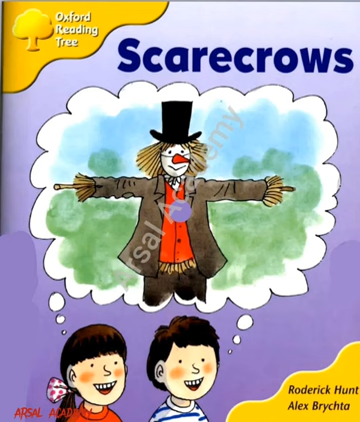 Oxford
Reading
Tree
Scarecrows
Arsal Academy
Roderick Hunt
Alex Brychta